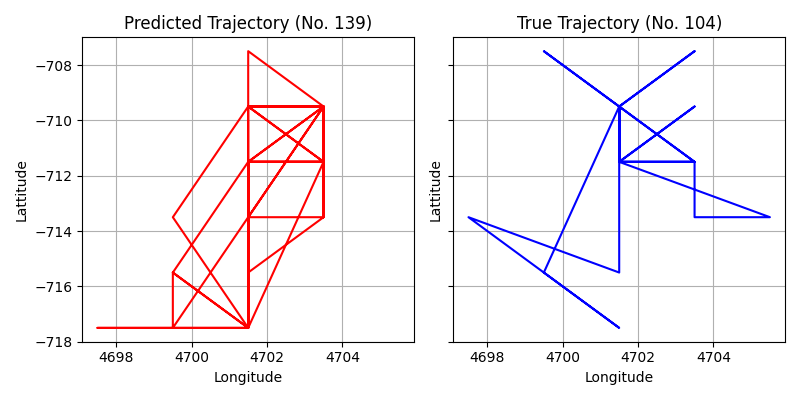 Predicted Trajectory (No. 139)
−708
−710
−712
−714
−716
−718
Lattitude
4698 4700 4702 4704
Longitude
True Trajectory (No. 104)
Lattitude
4698 4700 4702 4704
Longitude